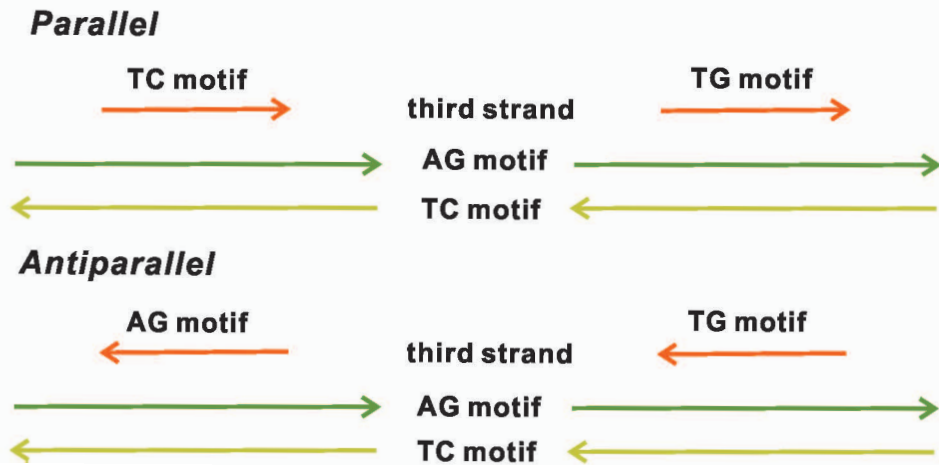 Parallel
TC motif
TG motif
third strand
AG motif
TC motif
Antiparallel
AG motif
TG motif
third strand
AG motif
TC motif